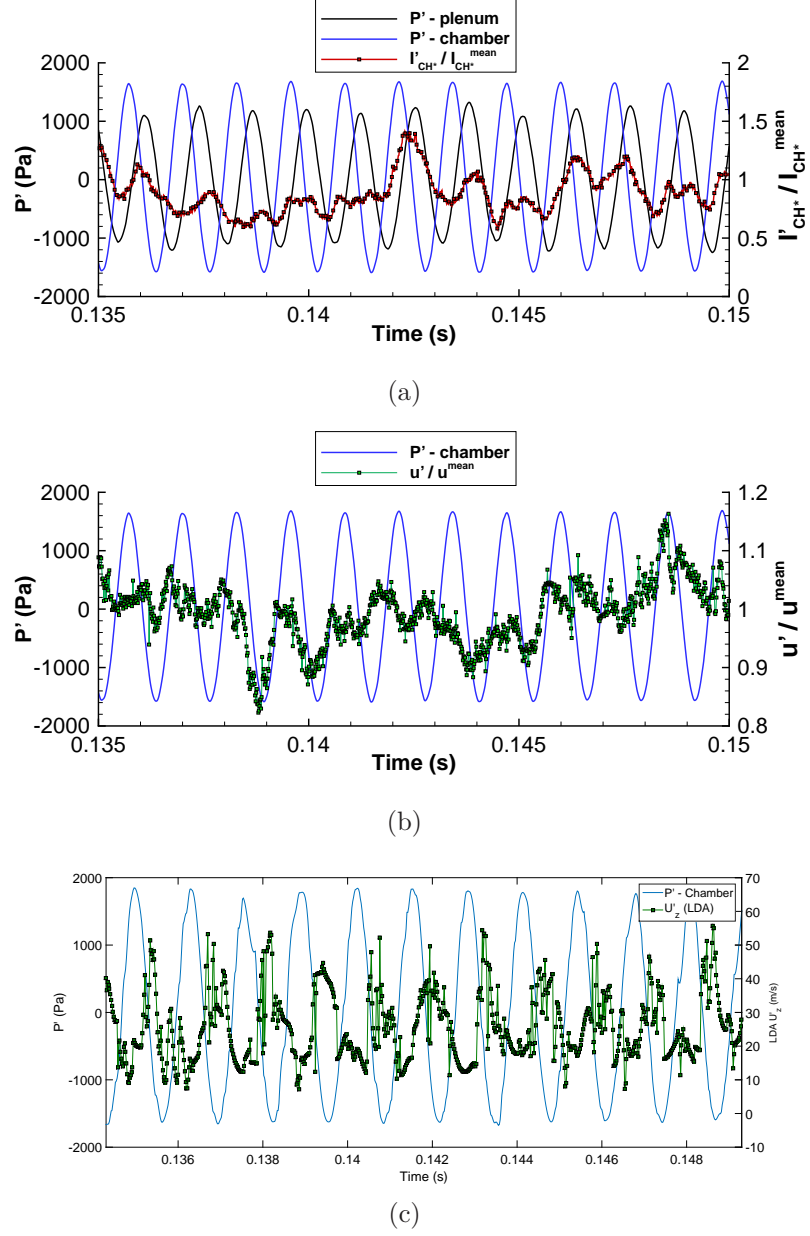 P' - plenum
P' - chamber
I'CH* / ICH*mean
2000
1000
0
-1000
-2000
P' (Pa)
2
1.5
1
0.5
0
I'CH* / ICH*mean
0.135
0.14
0.145
0.15
Time (s)
(a)
P' - chamber
u' / umean
2000
1000
0
-1000
-2000
P' (Pa)
1.2
1.1
1
0.9
0.8
u' / umean
0.135
0.14
0.145
0.15
Time (s)
(b)
P' - Chamber
U'z (LDA)
2000
1000
0
-1000
-2000
P' (Pa)
70
60
50
40
30
20
10
0
-10
LDA U'z (m/s)
0.136
0.138
0.14
0.142
0.144
0.146
0.148
Time (s)
(c)